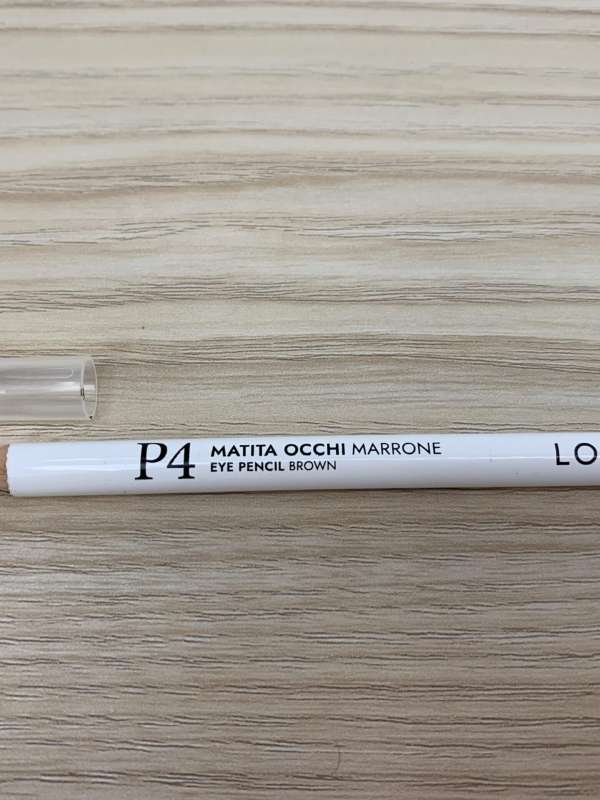 P4
MATITA OCCHI MARRONE
EYE PENCIL BROWN
LO